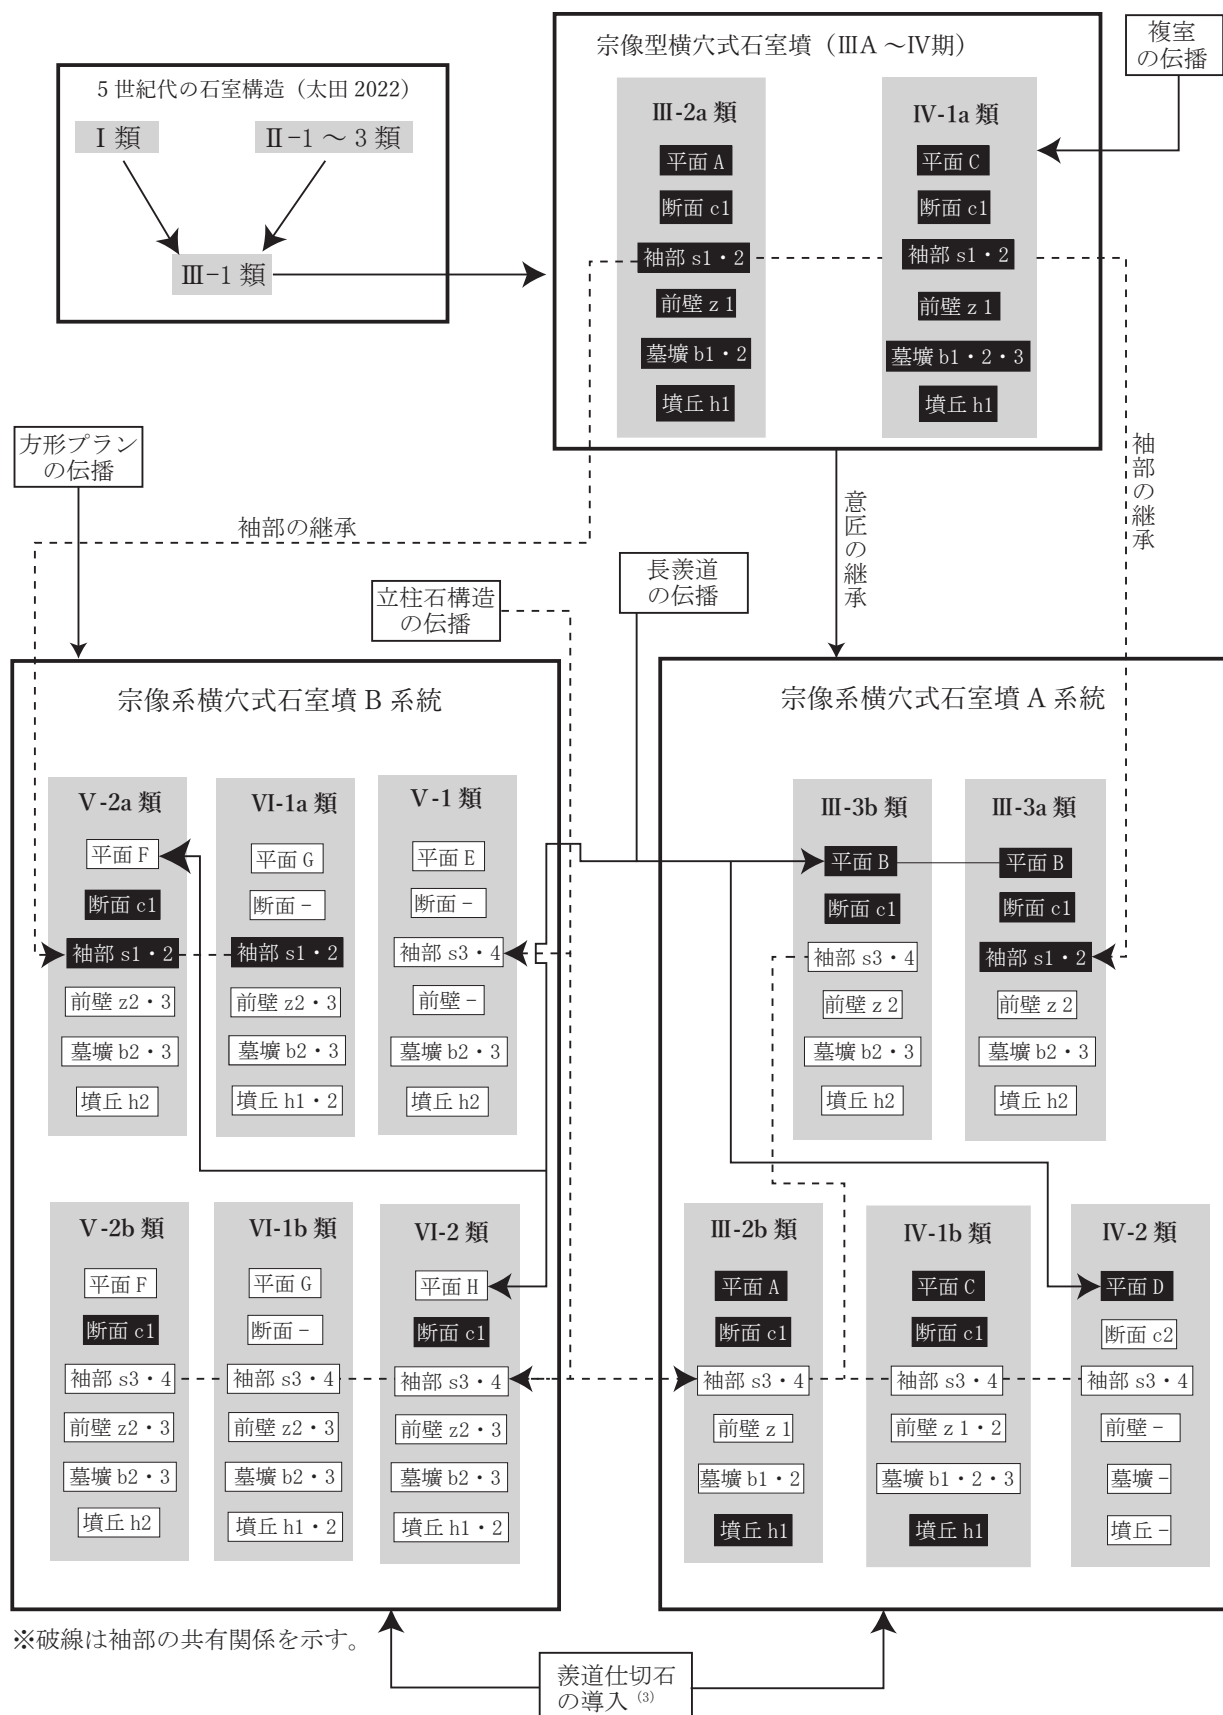 5世紀代の石室構造（太田 2022）
Ⅰ類
Ⅱ-1～3類
Ⅲ-1類
宗像型横穴式石室墳（ⅢA～Ⅳ期）
Ⅲ-2a類
平面 A
断面 c1
袖部 s1・2
前壁 z 1
墓壙 b1・2
墳丘 h1
Ⅳ-1a類
平面 C
断面 c1
袖部 s1・2
前壁 z 1
墓壙 b1・2・3
墳丘 h1
複室
の伝播
方形プラン
の伝播
袖部の継承
立柱石構造
の伝播
長羨道
の伝播
意匠の継承
袖部の継承
宗像系横穴式石室墳 B 系統
Ⅴ-2a類
平面 F
断面 c1
袖部 s1・2
前壁 z2・3
墓壙 b2・3
墳丘 h2
Ⅵ-1a類
平面 G
断面 -
袖部 s1・2
前壁 z2・3
墓壙 b2・3
墳丘 h1・2
Ⅴ-1類
平面 E
断面 -
袖部 s3・4
前壁 -
墓壙 b2・3
墳丘 h2
Ⅴ-2b類
平面 F
断面 c1
袖部 s3・4
前壁 z2・3
墓壙 b2・3
墳丘 h2
Ⅵ-1b類
平面 G
断面 -
袖部 s3・4
前壁 z2・3
墓壙 b2・3
墳丘 h1・2
Ⅵ-2類
平面 H
断面 c1
袖部 s3・4
前壁 z2・3
墓壙 b2・3
墳丘 h1・2
宗像系横穴式石室墳 A 系統
Ⅲ-3b類
平面 B
断面 c1
袖部 s3・4
前壁 z 2
墓壙 b2・3
墳丘 h2
Ⅲ-3a類
平面 B
断面 c1
袖部 s1・2
前壁 z 2
墓壙 b2・3
墳丘 h2
Ⅲ-2b類
平面 A
断面 c1
袖部 s3・4
前壁 z 1
墓壙 b1・2
墳丘 h1
Ⅳ-1b類
平面 C
断面 c1
袖部 s3・4
前壁 z 1・2
墓壙 b1・2・3
墳丘 h1
Ⅳ-2類
平面 D
断面 c2
袖部 s3・4
前壁 -
墓壙 -
墳丘 -
※破線は袖部の共有関係を示す。
羨道仕切石
の導入 (3)